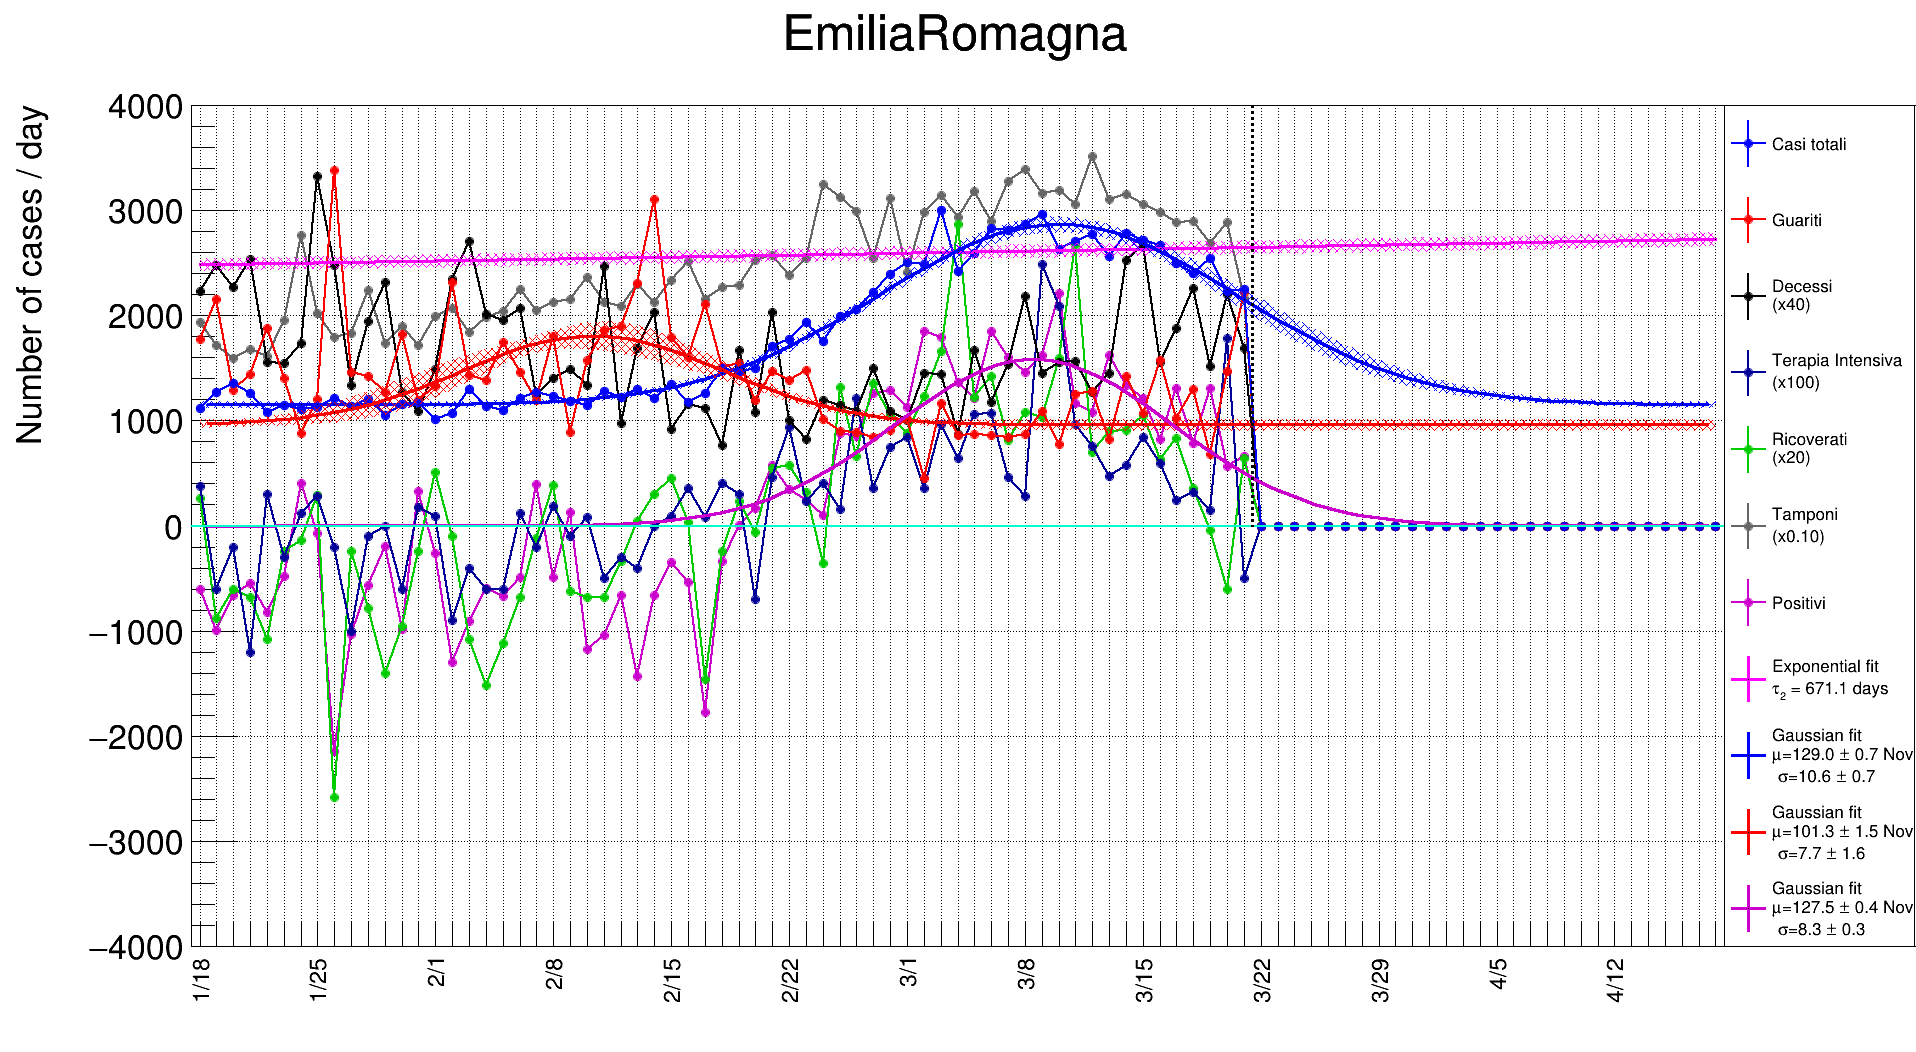 EmiliaRomagna
Number of cases / day
4000
3000
2000
1000
0
−1000
−2000
−3000
−4000
1/18
1/25
2/1
2/8
2/15
2/22
3/1
3/8
3/15
3/22
3/29
4/5
4/12
Casi totali
Guariti
Decessi
(x40)
Terapia Intensiva
(x100)
Ricoverati
(x20)
Tamponi
(x0.10)
Positivi
Exponential fit
τ2 = 671.1 days
Gaussian fit
μ=129.0 ± 0.7 Nov
σ=10.6 ± 0.7
Gaussian fit
μ=101.3 ± 1.5 Nov
σ=7.7 ± 1.6
Gaussian fit
μ=127.5 ± 0.4 Nov
σ=8.3 ± 0.3